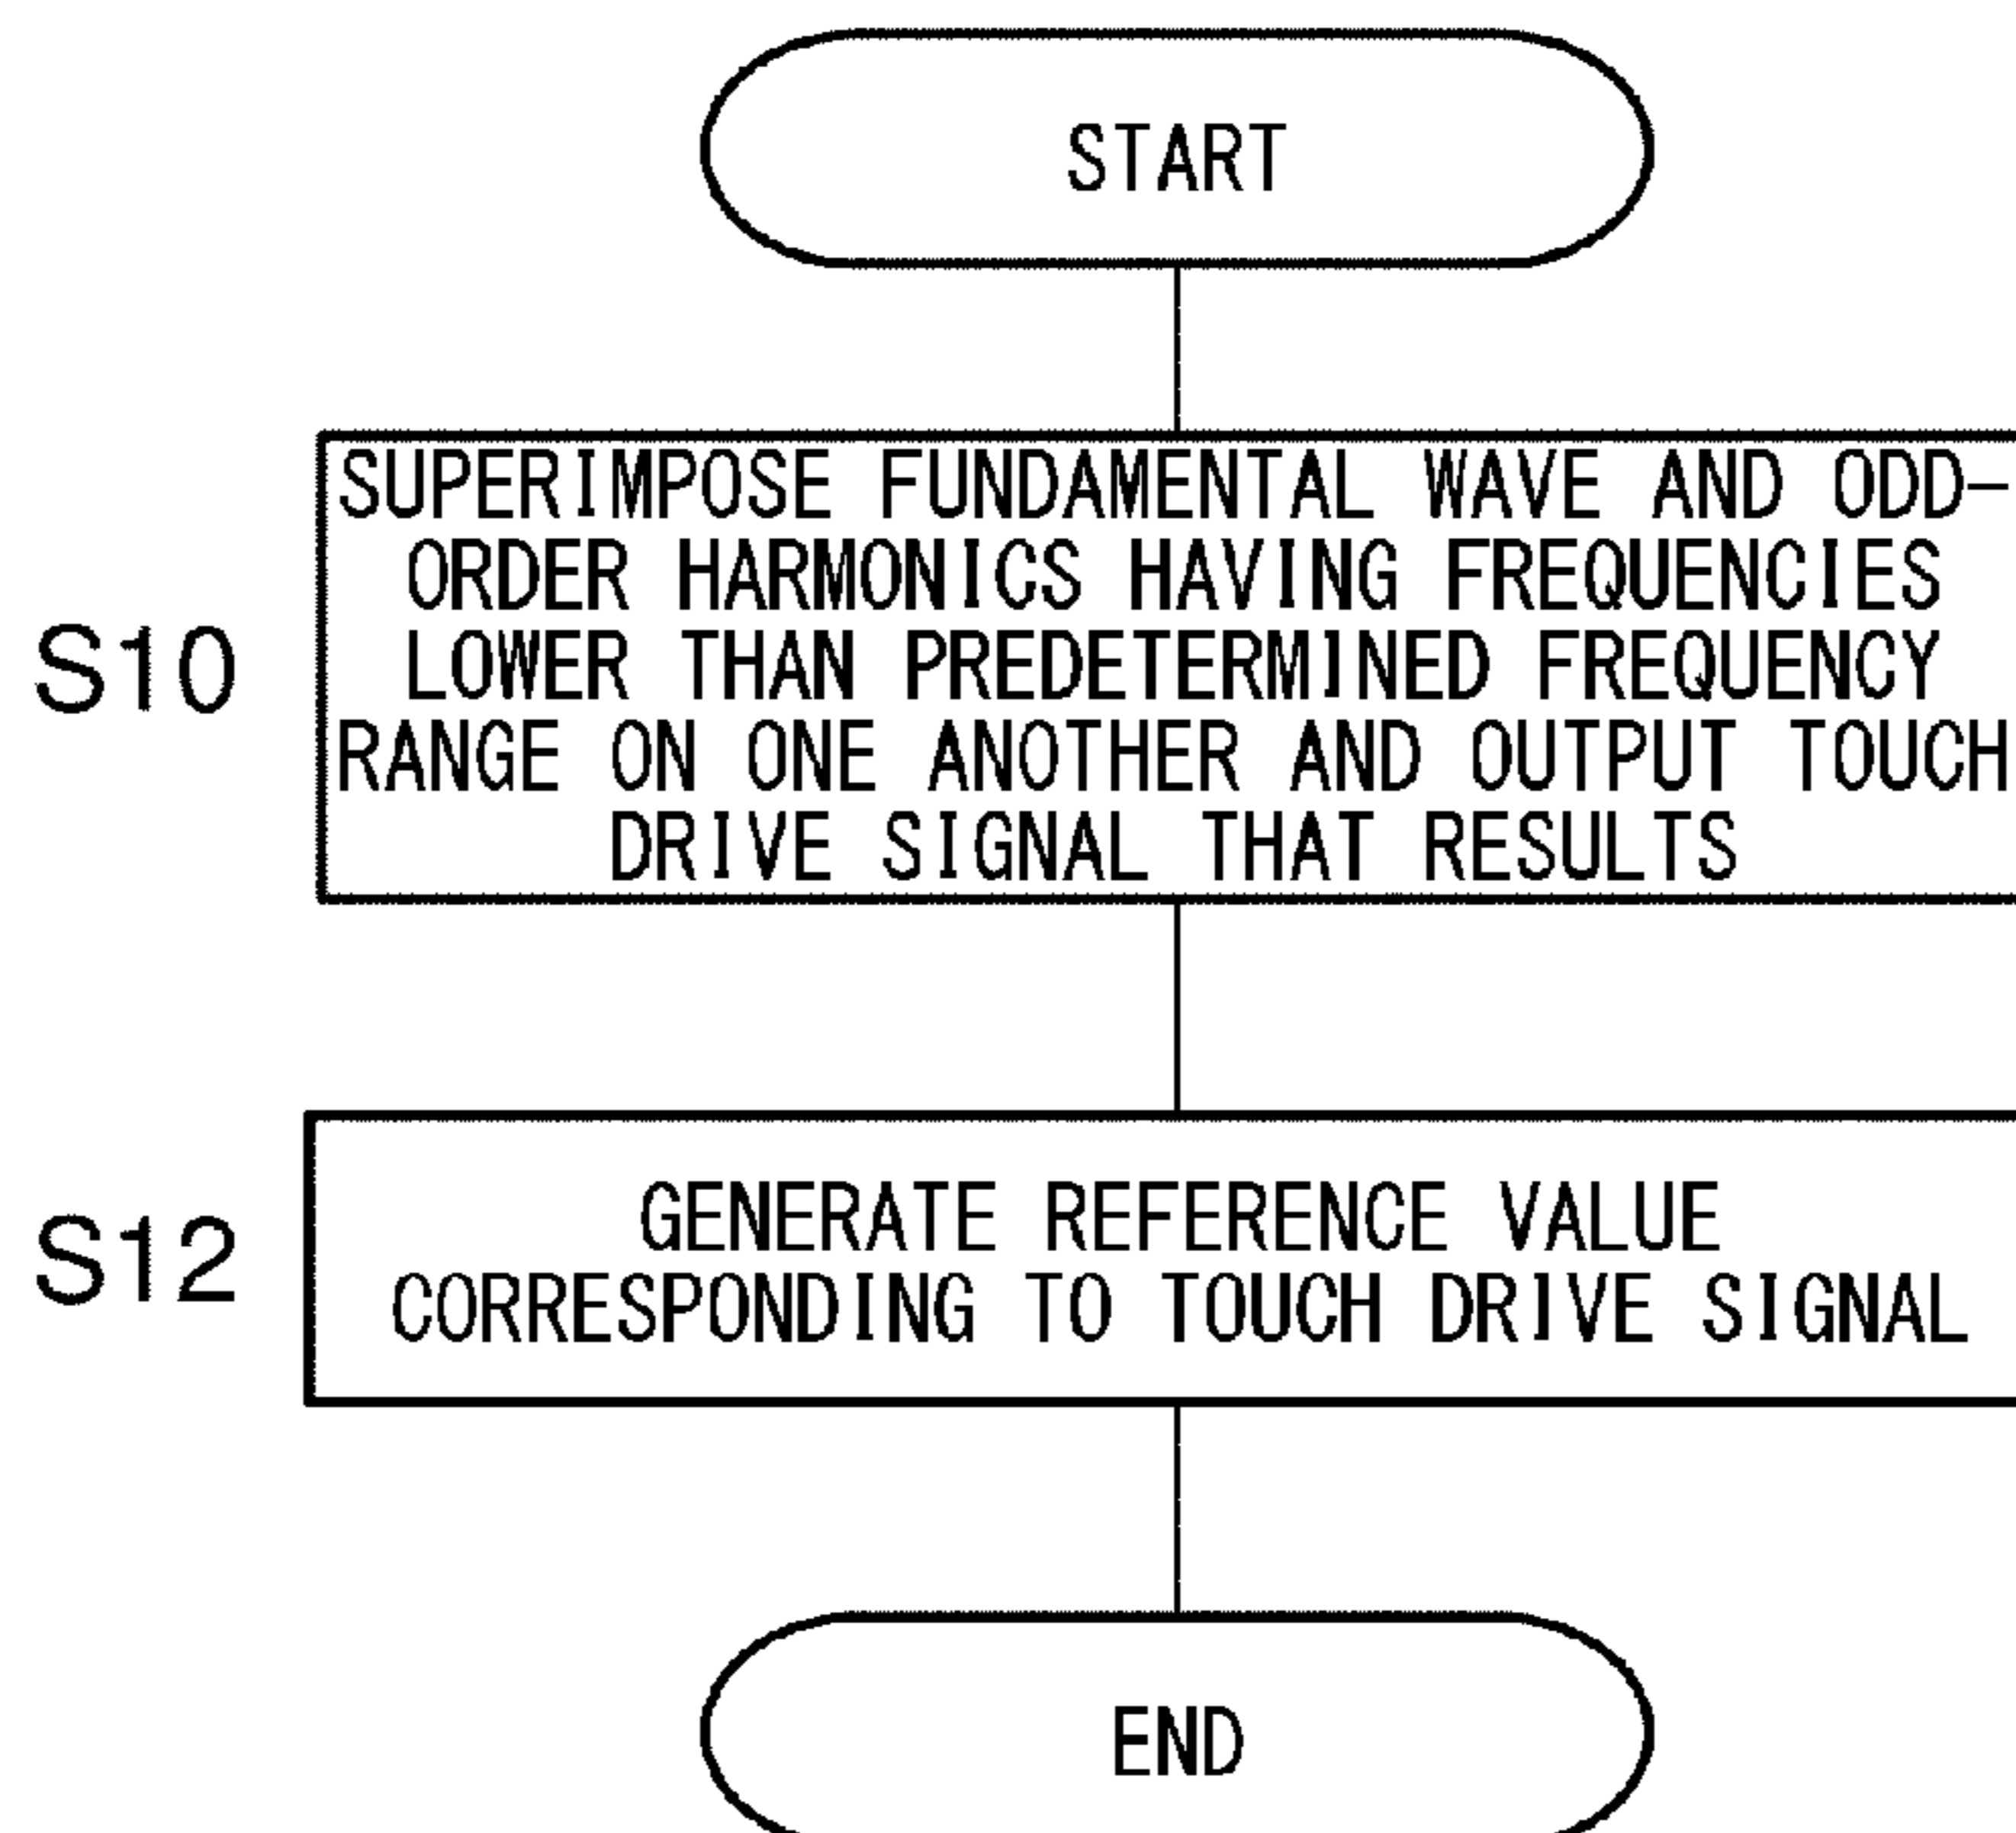 START
SUPERIMPOSE FUNDAMENTAL WAVE AND ODD-
ORDER HARMONICS HAVING FREQUENCIES
S10
LOWER THAN PREDETERMINED FREQUENCY
RANGE ON ONE ANOTHER AND OUTPUT TOUCH
DRIVE SIGNAL THAT RESULTS
S12
GENERATE REFERENCE VALUE
CORRESPONDING TO TOUCH DRIVE SIGNAL
END